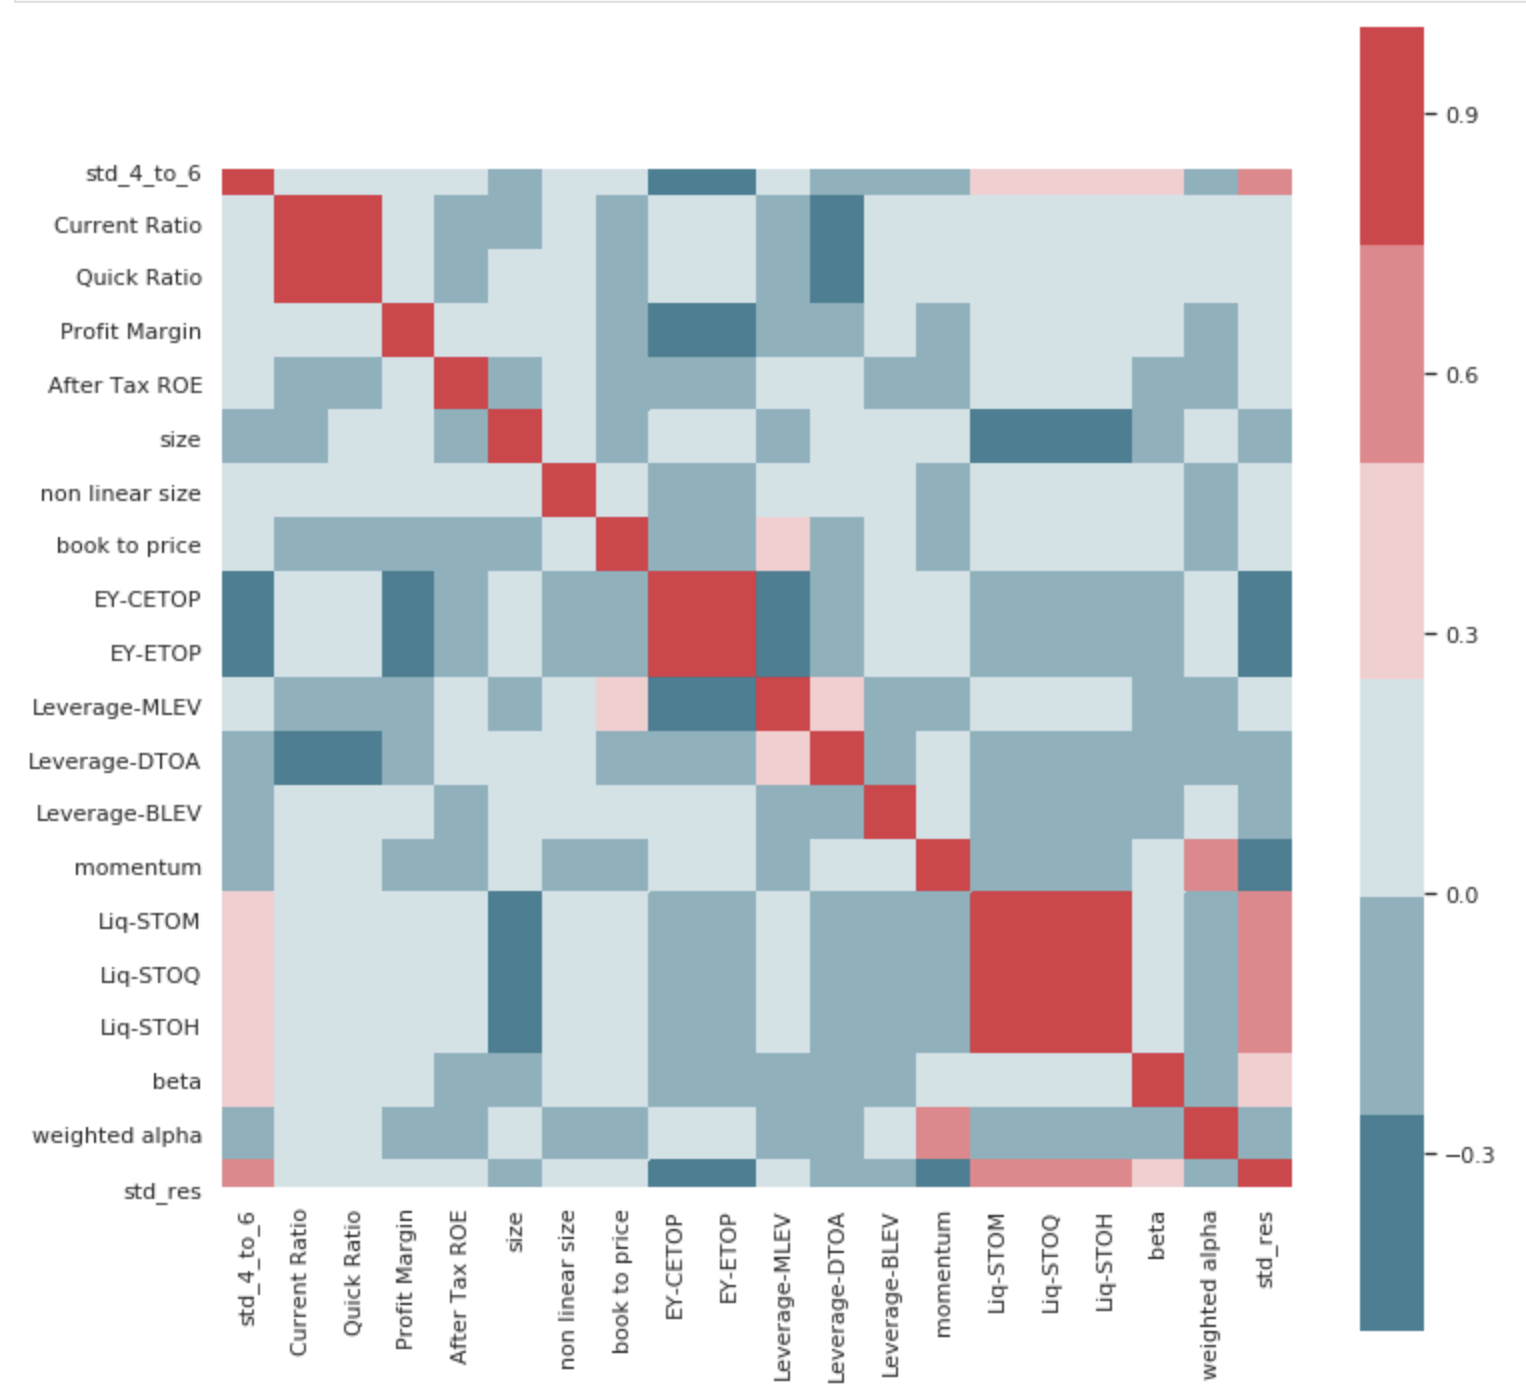 std_4_to_6
Current Ratio
Quick Ratio
Profit Margin
After Tax ROE
size
non linear size
book to price
EY-CETOP
EY-ETOP
Leverage-MLEV
Leverage-DTOA
Leverage-BLEV
momentum
Liq-STOM
Liq-STOQ
Liq-STOH
beta
weighted alpha
std_res
std_4_to_6
Current Ratio
Quick Ratio
Profit Margin
After Tax ROE
size
non linear size
book to price
EY-CETOP
EY-ETOP
Leverage-MLEV
Leverage-DTOA
Leverage-BLEV
momentum
Liq-STOM
Liq-STOQ
Liq-STOH
beta
weighted alpha
std_res
0.9
0.6
0.3
0.0
−0.3